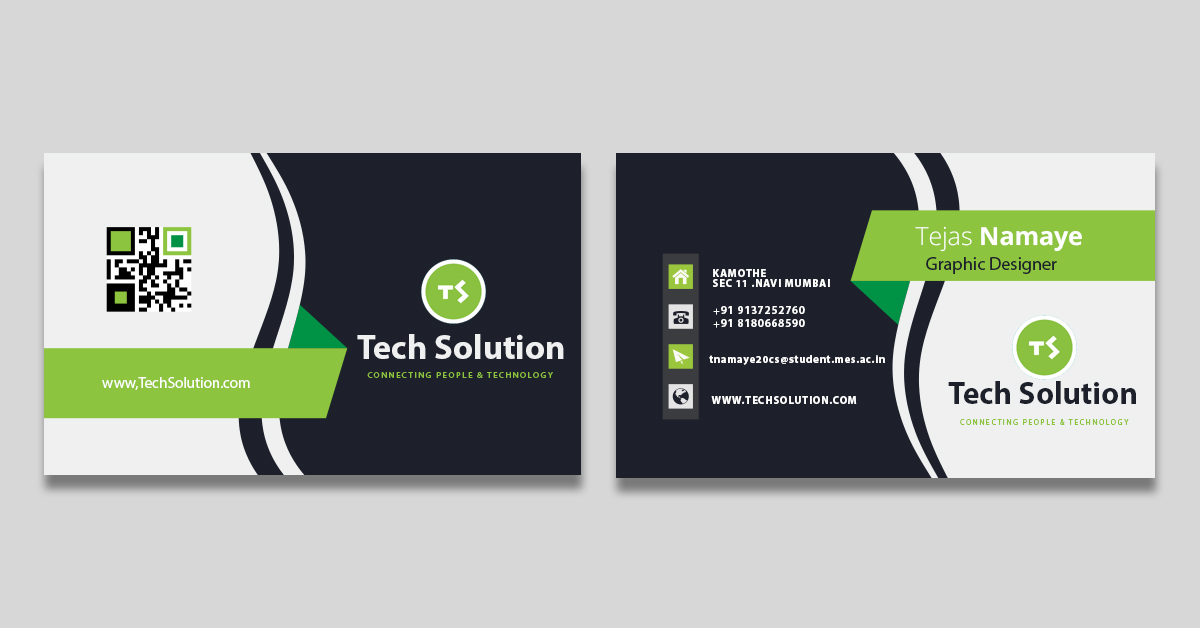 TS
Tech Solution
CONNECTING PEOPLE & TECHNOLOGY
www,TechSolution.com
Tejas Namaye
Graphic Designer
KAMOTHE
SEC 11 .NAVI MUMBAI
+91 9137252760
+91 8180668590
tnamaye20cs@student.mes.ac.in
WWW.TECHSOLUTION.COM
TS
Tech Solution
CONNECTING PEOPLE & TECHNOLOGY